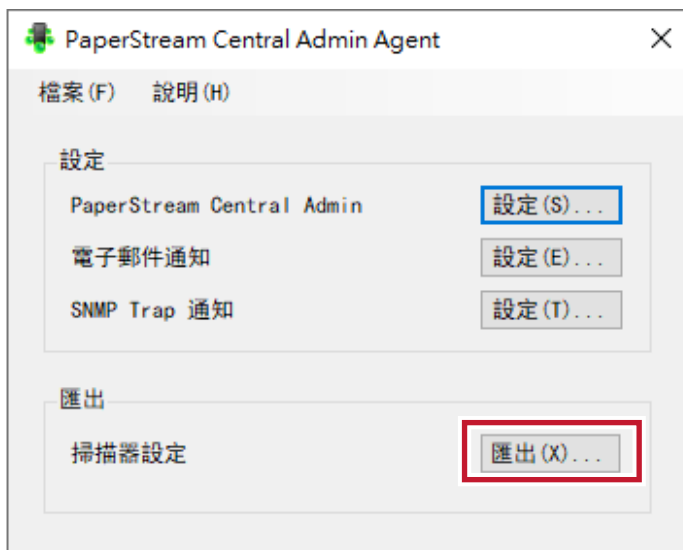 PaperStream Central Admin Agent
檔案(F) 說明(H)
設定
PaperStream Central Admin 設定(S)...
電子郵件通知 設定(E)...
SNMP Trap 通知 設定(T)...
匯出
掃描器設定 匯出(X)...